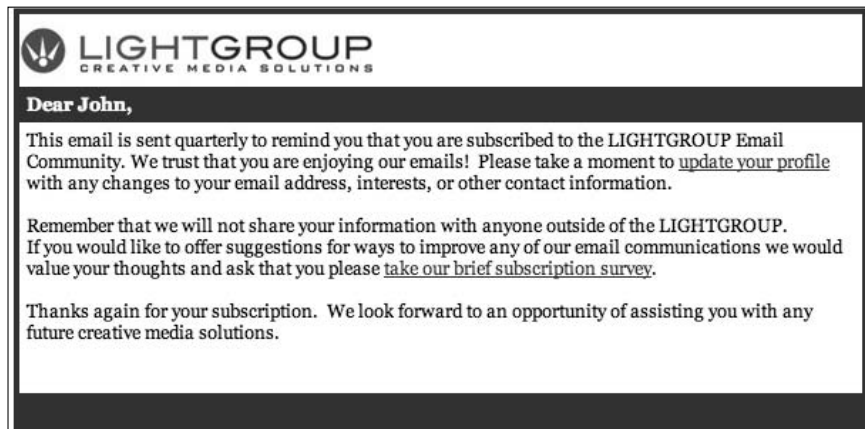 LIGHTGROUP
CREATIVE MEDIA SOLUTIONS
Dear John,
This email is sent quarterly to remind you that you are subscribed to the LIGHTGROUP Email
Community. We trust that you are enjoying our emails!  Please take a moment to update your profile
with any changes to your email address, interests, or other contact information.
Remember that we will not share your information with anyone outside of the LIGHTGROUP.
If you would like to offer suggestions for ways to improve any of our email communications we would
value your thoughts and ask that you please take our brief subscription survey.
Thanks again for your subscription.  We look forward to an opportunity of assisting you with any
future creative media solutions.